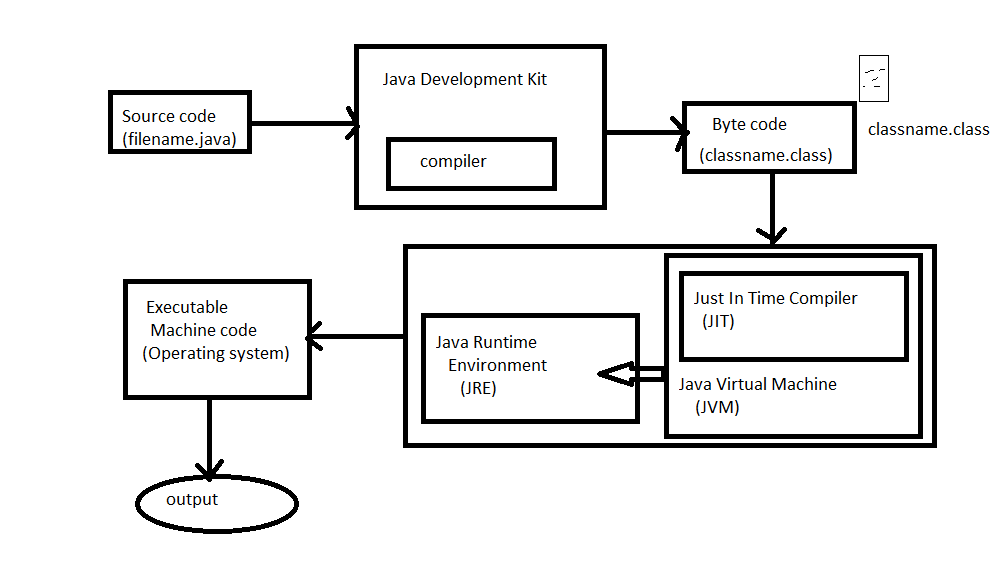 Source code
(filename.java)
Java Development Kit
compiler
Byte code
(classname.class)
classname.class
Just In Time Compiler
(JIT)
Java Virtual Machine
(JVM)
Java Runtime
Environment
(JRE)
Executable
Machine code
(Operating system)
output